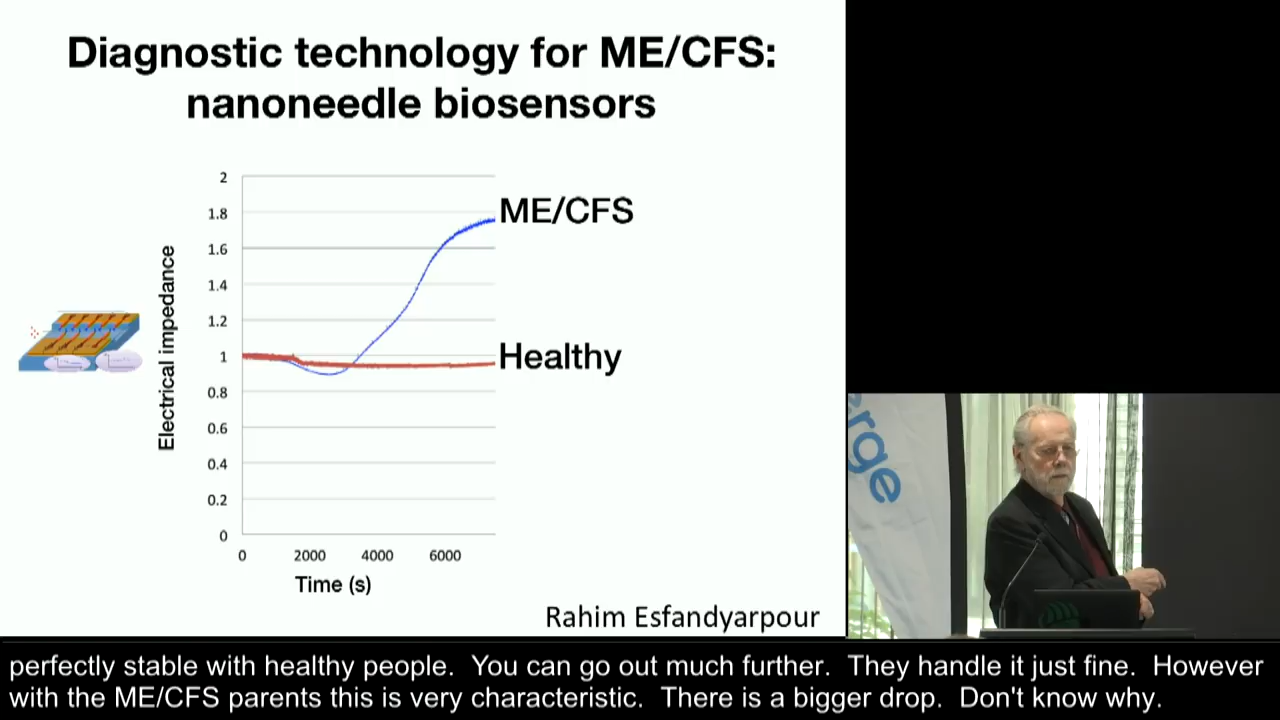 Diagnostic technology for ME/CFS:
nanoneedle biosensors
2
1.8
1.6
1.4
1.2
1
0.8
0.6
0.4
0.2
0
Electrical impedance
ME/CFS
Healthy
0 2000 4000 6000
Time (s)
Rahim Esfandyarpour
erge
perfectly stable with healthy people. You can go out much further. They handle it just fine. However
with the ME/CFS parents this is very characteristic. There is a bigger drop. Don't know why.